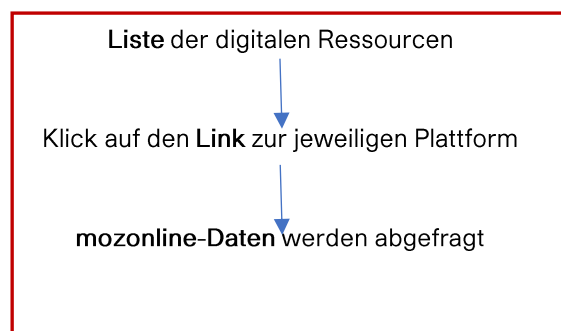 Liste der digitalen Ressourcen
Klick auf den Link zur jeweiligen Plattform
mozonline-Daten werden abgefragt